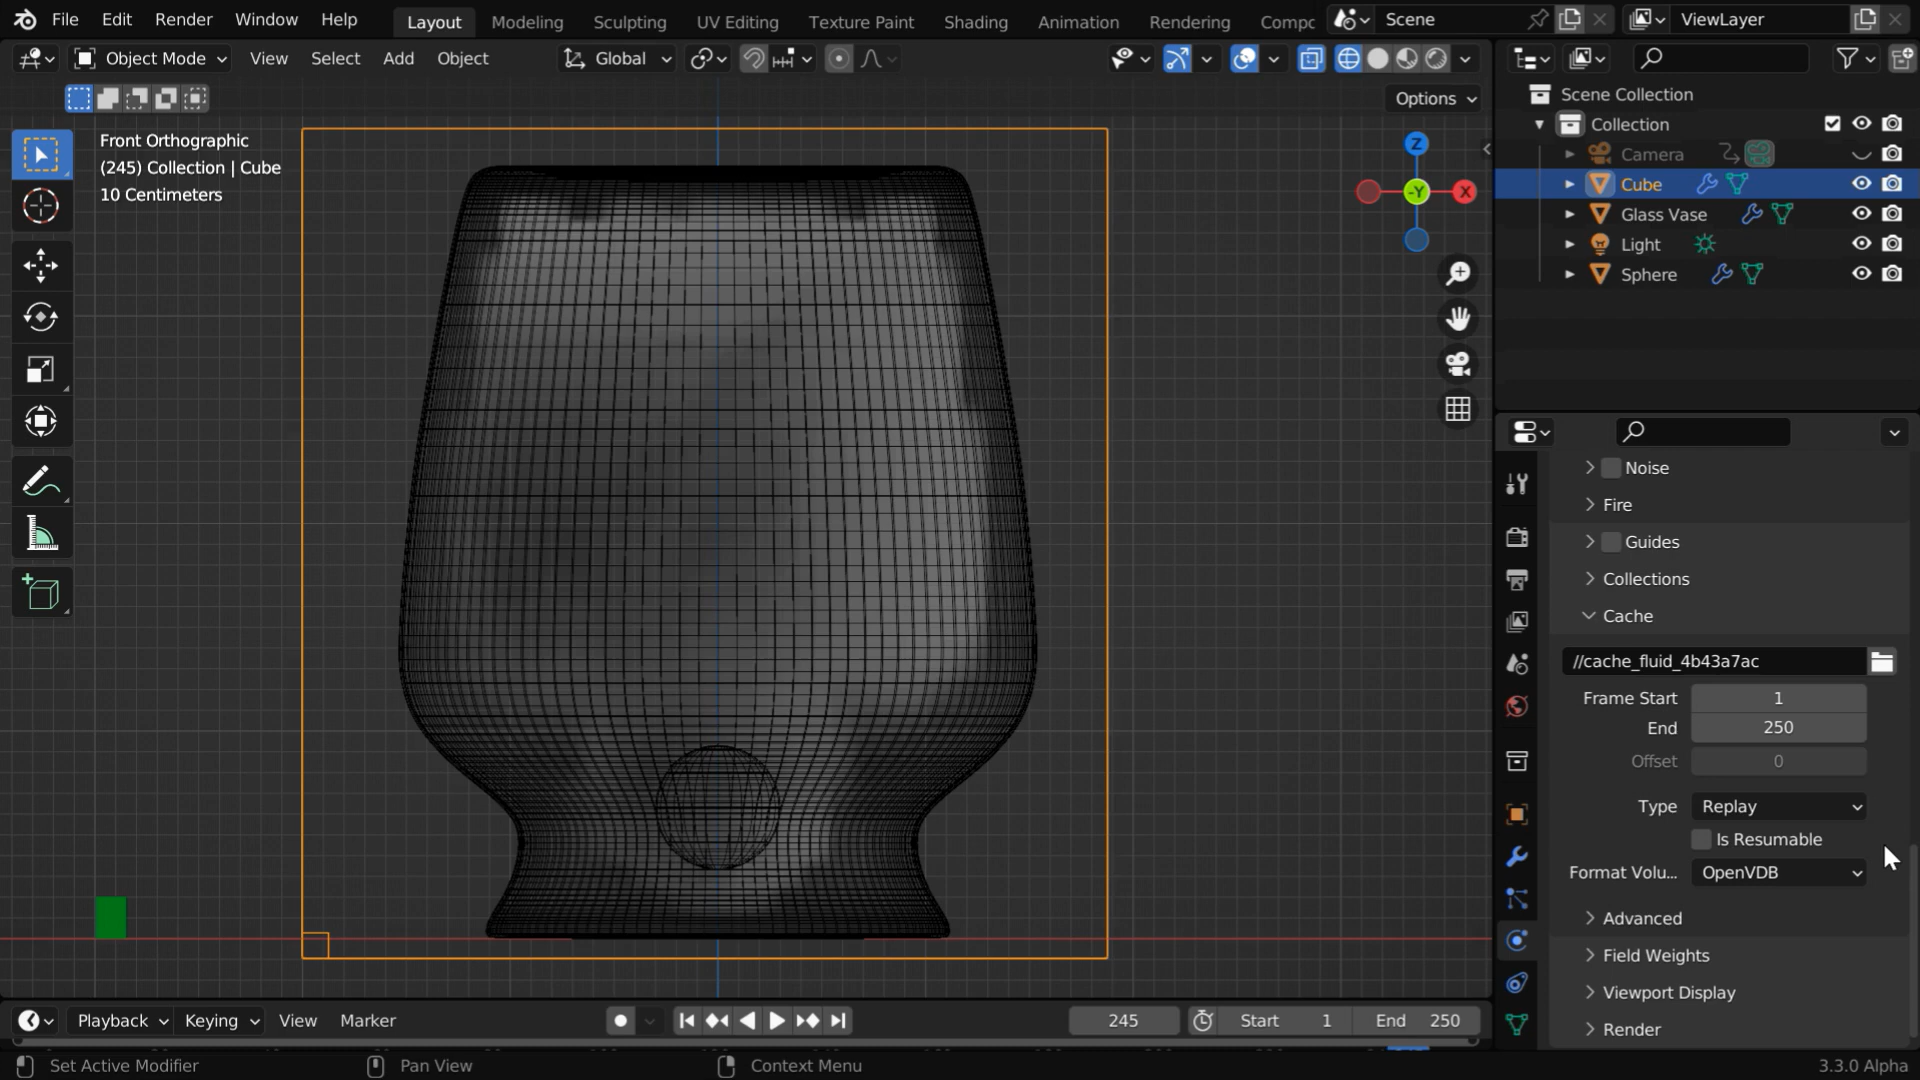 File Edit Render Window Help Layout Modeling Sculpting UV Editing Texture Paint Shading Animation Rendering Compc Scene ViewLayer
Object Mode View Select Add Object Global
Options
Front Orthographic
(245) Collection | Cube
10 Centimeters
Z
-Y
X
Scene Collection
Collection
Camera
Cube
Glass Vase
Light
Sphere
Noise
Fire
Guides
Collections
Cache
//cache_fluid_4b43a7ac
Frame Start 1
End 250
Offset 0
Type Replay
Is Resumable
Format Volu... OpenVDB
Advanced
Field Weights
Viewport Display
Render
Playback Keying View Marker 245 Start 1 End 250
Set Active Modifier Pan View Context Menu 3.3.0 Alpha